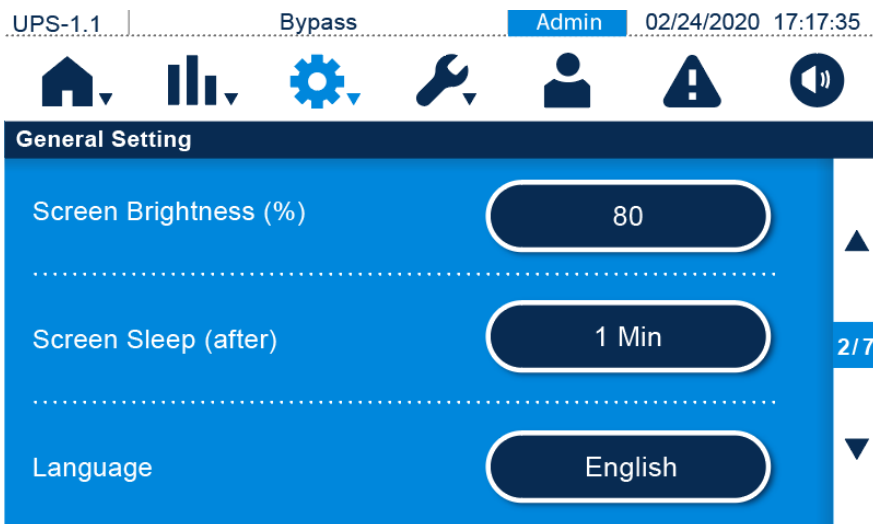 UPS-1.1 Bypass Admin 02/24/2020 17:17:35
General Setting
Screen Brightness (%) 80
Screen Sleep (after) 1 Min
2/7
Language English